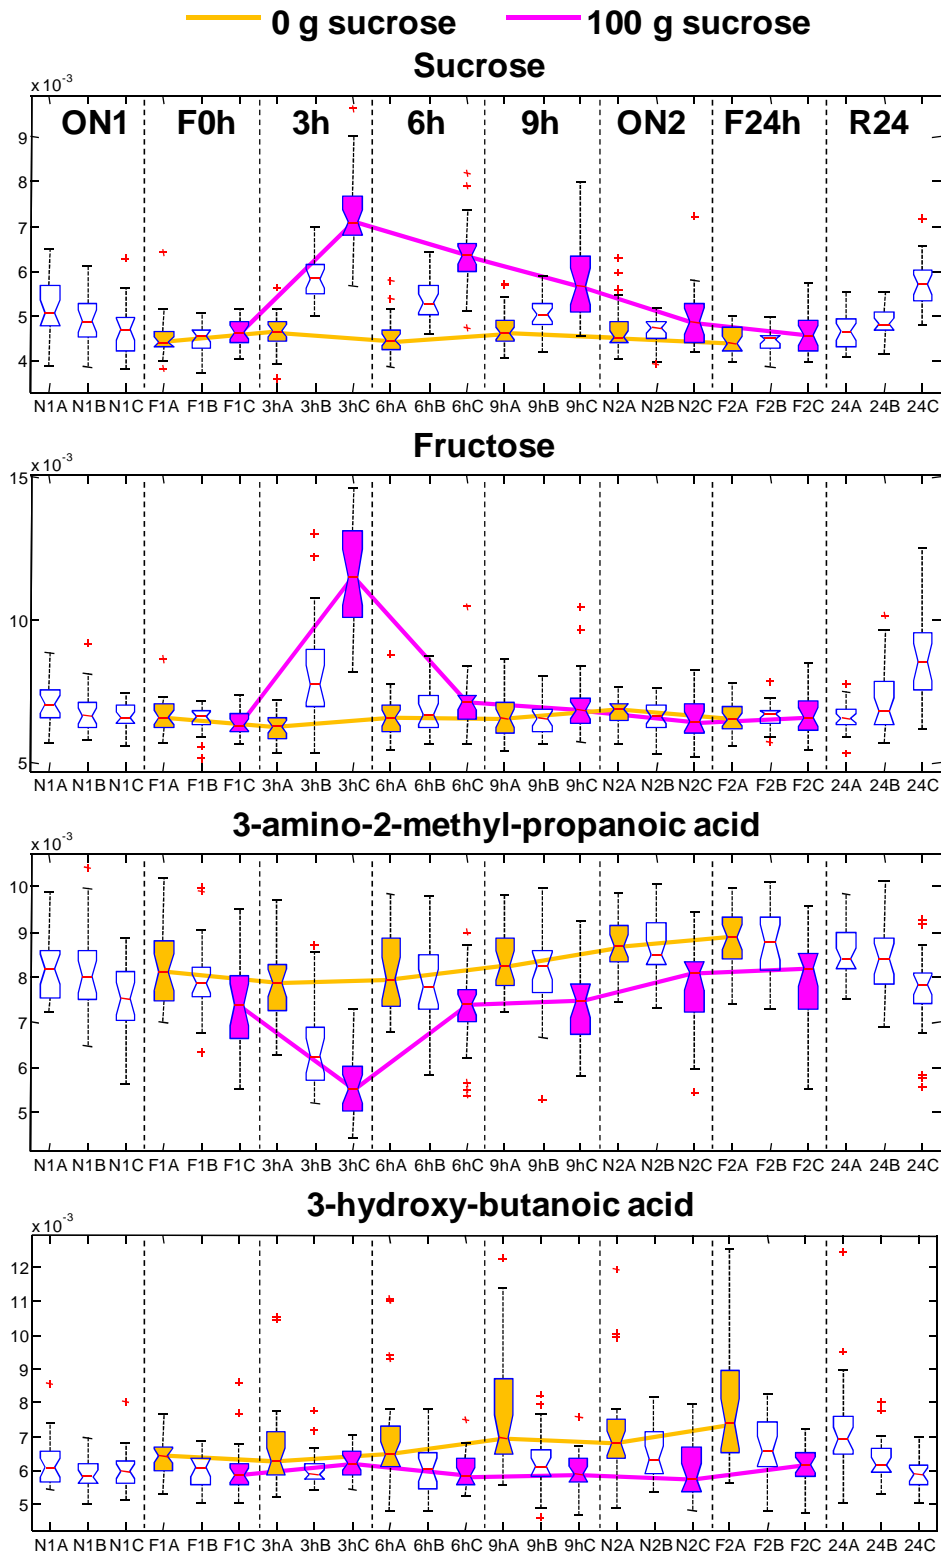 0 g sucrose 100 g sucrose
Sucrose
x 10 -3
ON1 F0h 3h 6h 9h ON2 F24h R24
9
8
7
6
5
4
N1A N1B N1C F1A F1B F1C 3hA 3hB 3hC 6hA 6hB 6hC 9hA 9hB 9hC N2A N2B N2C F2A F2B F2C 24A 24B 24C
Fructose
x 10 -3
15
10
5
N1A N1B N1C F1A F1B F1C 3hA 3hB 3hC 6hA 6hB 6hC 9hA 9hB 9hC N2A N2B N2C F2A F2B F2C 24A 24B 24C
3-amino-2-methyl-propanoic acid
x 10 -3
10
9
8
7
6
5
N1A N1B N1C F1A F1B F1C 3hA 3hB 3hC 6hA 6hB 6hC 9hA 9hB 9hC N2A N2B N2C F2A F2B F2C 24A 24B 24C
3-hydroxy-butanoic acid
x 10 -3
12
11
10
9
8
7
6
5
N1A N1B N1C F1A F1B F1C 3hA 3hB 3hC 6hA 6hB 6hC 9hA 9hB 9hC N2A N2B N2C F2A F2B F2C 24A 24B 24C